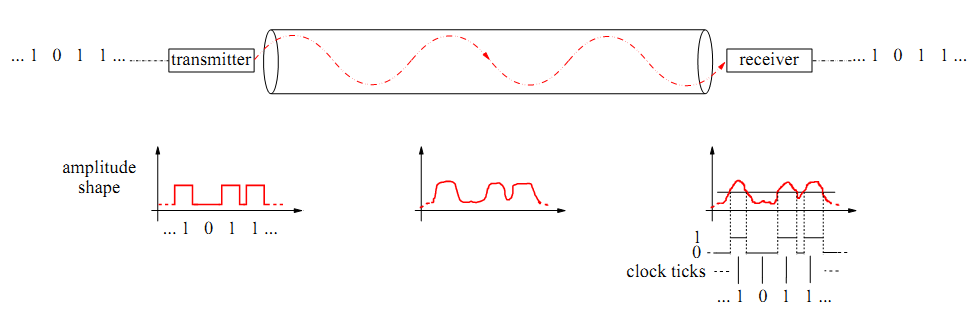 ... 1 0 1 1 ... transmitter receiver ... 1 0 1 1 ...
amplitude
shape
... 1 0 1 1 ...
1
0
clock ticks
... 1 0 1 1 ...